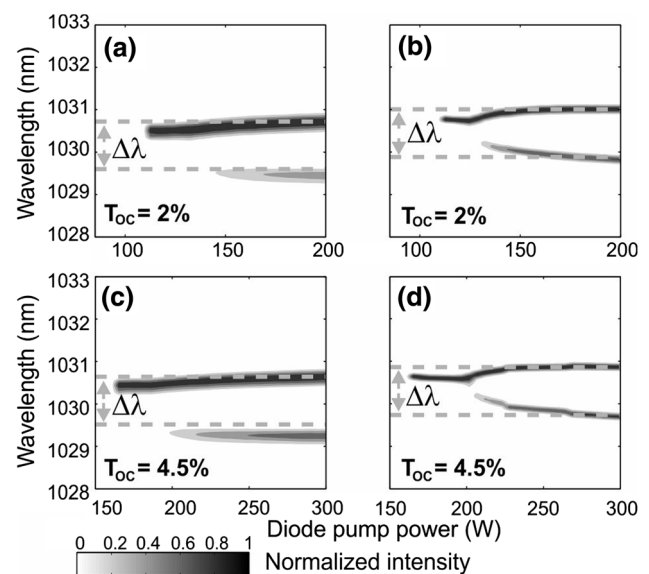 1033
(a)
(b)
1032
1031
1030
1029
1028
Δλ
Δλ
T_OC = 2%
T_OC = 2%
Wavelength (nm)
100 150 200
100 150 200
1033
(c)
(d)
1032
1031
1030
1029
1028
Δλ
Δλ
T_OC = 4.5%
T_OC = 4.5%
Wavelength (nm)
150 200 250 300
150 200 250 300
Diode pump power (W)
0 0.2 0.4 0.6 0.8 1
Normalized intensity